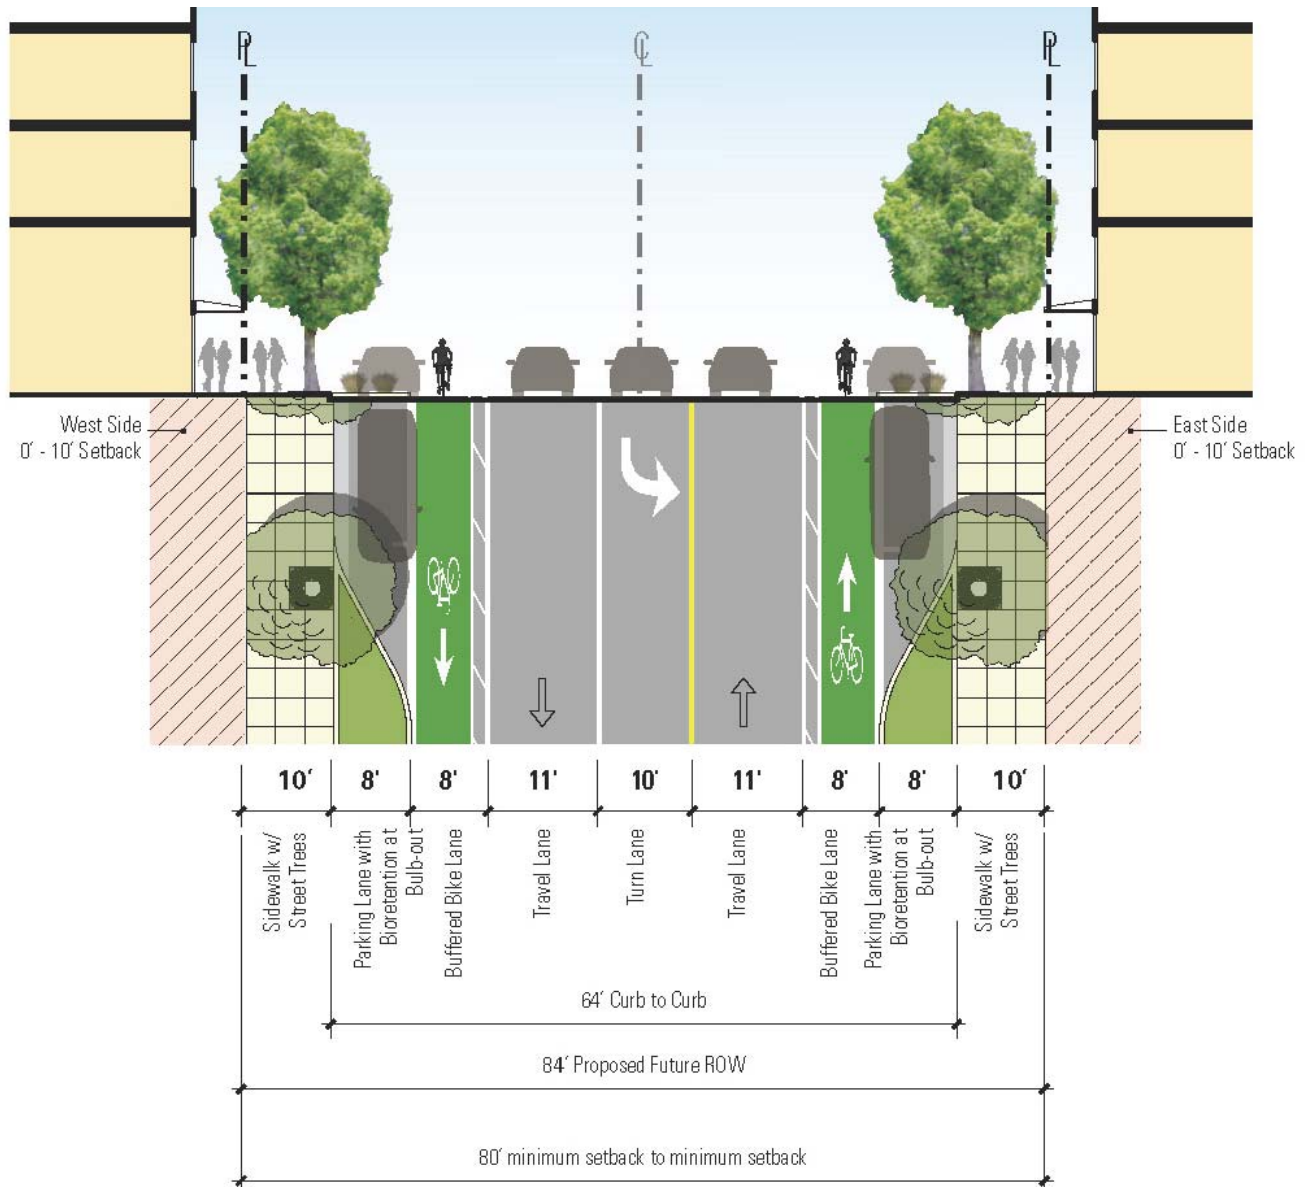 PL
CL
PL
West Side
0' - 10' Setback
East Side
0' - 10' Setback
10'
8'
8'
11'
10'
11'
8'
8'
10'
Sidewalk w/
Street Trees
Parking Lane with
Bioretention at
Bulb-out
Buffered Bike Lane
Travel Lane
Turn Lane
Travel Lane
Buffered Bike Lane
Parking Lane with
Bioretention at
Bulb-out
Sidewalk w/
Street Trees
64' Curb to Curb
84' Proposed Future ROW
80' minimum setback to minimum setback